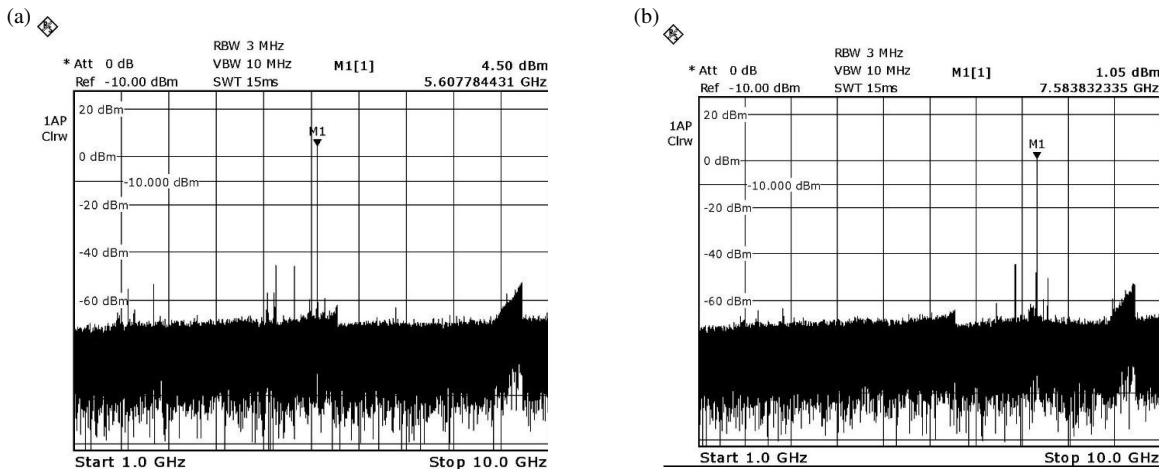 (a)
RBW 3 MHz
* Att 0 dB VBW 10 MHz M1[1] 4.50 dBm
Ref -10.00 dBm SWT 15ms 5.607784431 GHz
20 dBm
1AP
Clrw
M1
0 dBm
-10.000 dBm
-20 dBm
-40 dBm
-60 dBm
Start 1.0 GHz Stop 10.0 GHz
(b)
RBW 3 MHz
* Att 0 dB VBW 10 MHz M1[1] 1.05 dBm
Ref -10.00 dBm SWT 15ms 7.583832335 GHz
20 dBm
1AP
Clrw
M1
0 dBm
-10.000 dBm
-20 dBm
-40 dBm
-60 dBm
Start 1.0 GHz Stop 10.0 GHz